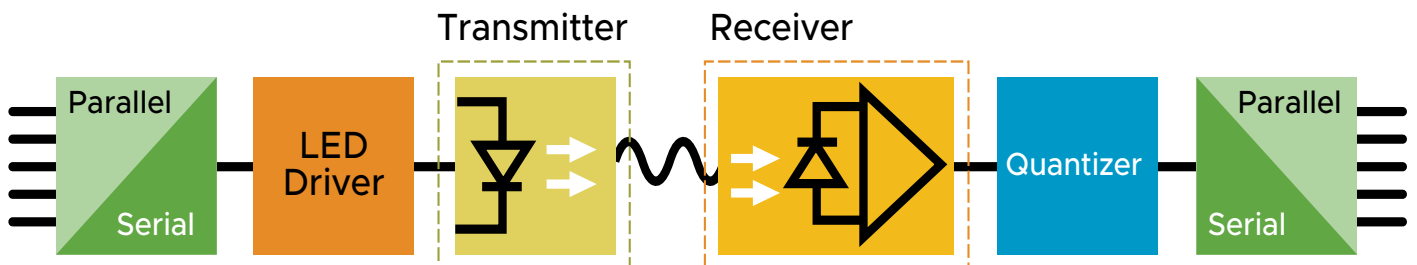 Transmitter
Receiver
Parallel
Serial
LED
Driver
Quantizer
Parallel
Serial